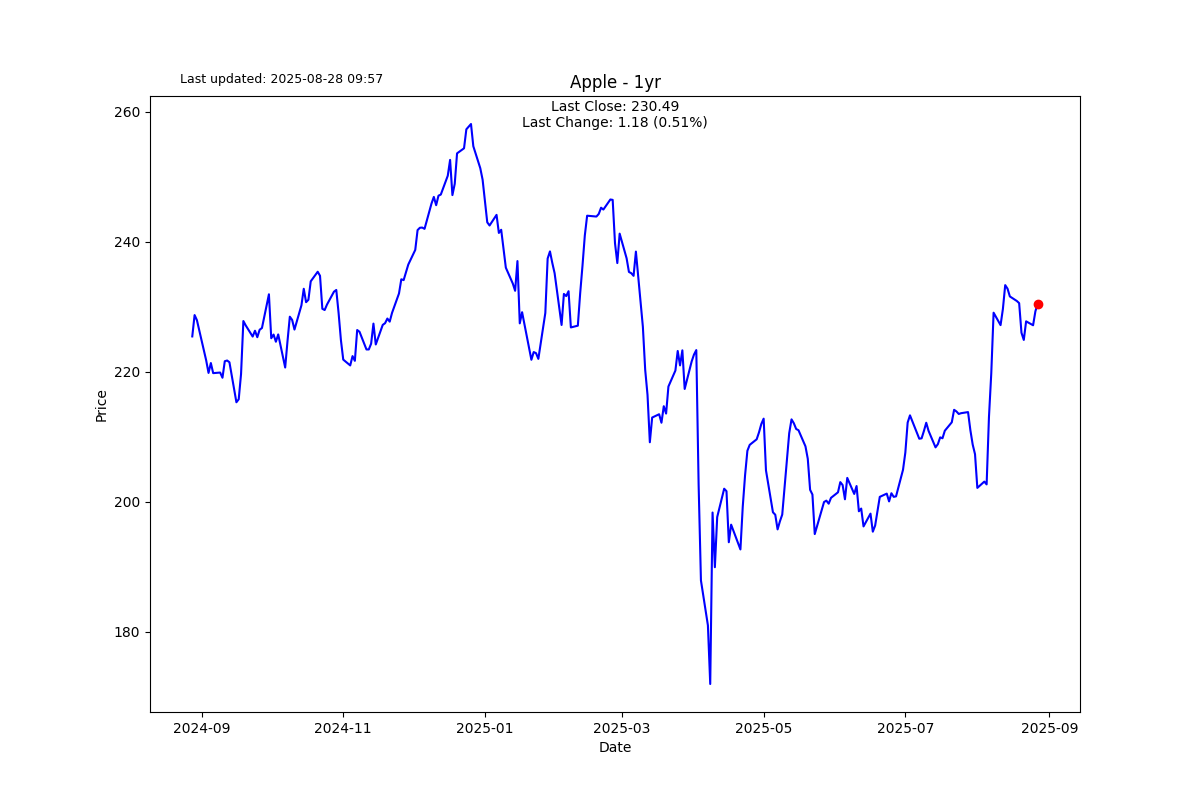 Last updated: 2025-08-28 09:57
Apple - 1yr
Last Close: 230.49
Last Change: 1.18 (0.51%)
260
240
220
200
180
Price
2024-09
2024-11
2025-01
2025-03
2025-05
2025-07
2025-09
Date